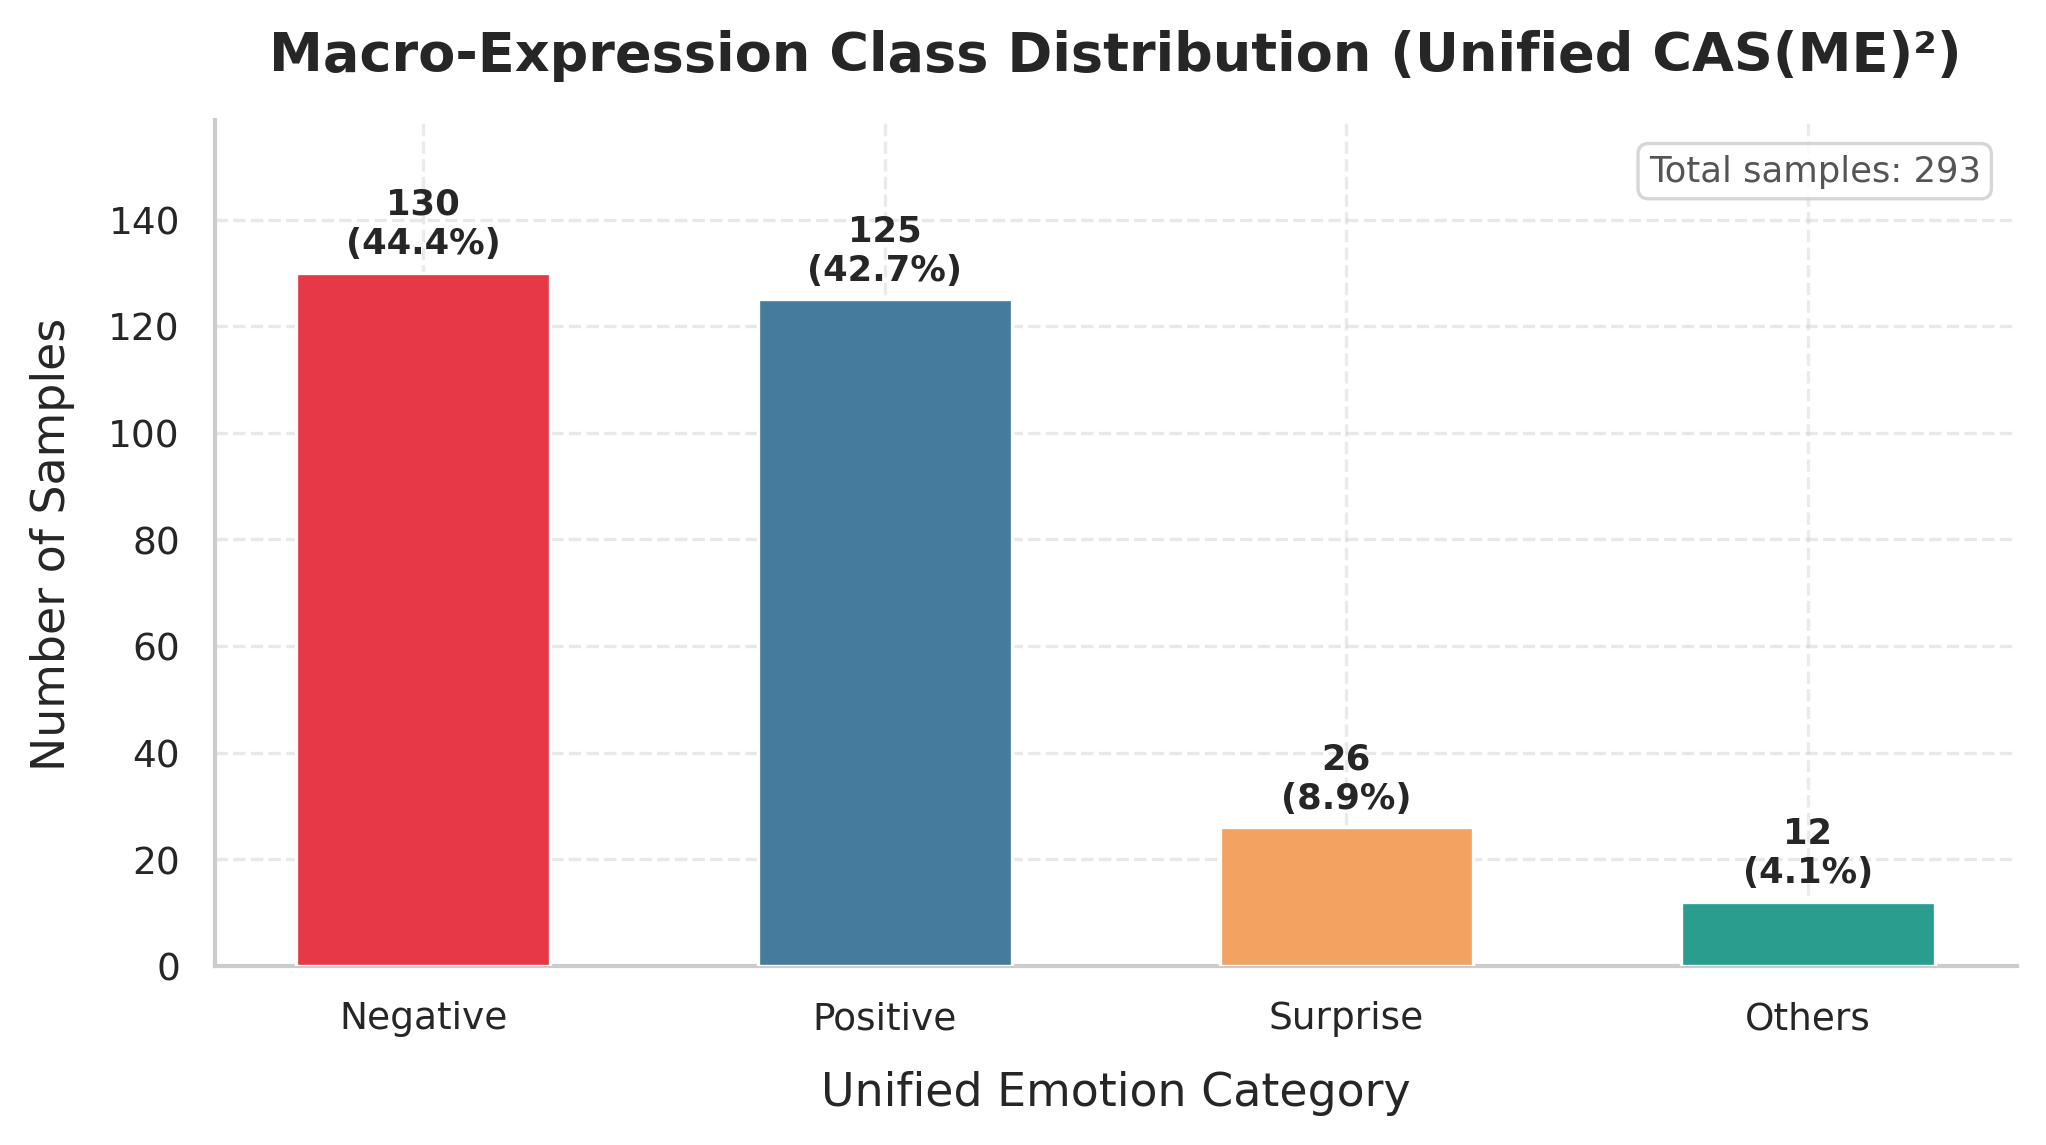 Macro-Expression Class Distribution (Unified CAS(ME)²)
Total samples: 293
Number of Samples
140
120
100
80
60
40
20
0
130
(44.4%)
125
(42.7%)
26
(8.9%)
12
(4.1%)
Negative
Positive
Surprise
Others
Unified Emotion Category